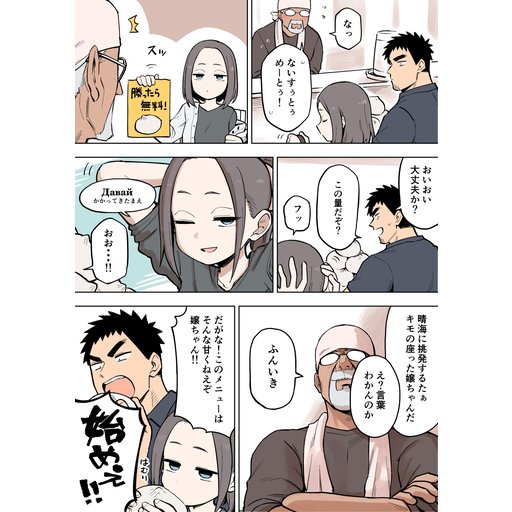 なっ
ないすぅとぅ
めーとぅ!
スッ
勝ったら
無料!
おいおい
大丈夫か?
この量だぞ?
フッ
Давай
かかってきたまえ
おお…!!
晴海に挑発するたぁ
キモの座った嬢ちゃんだ
え?言葉
わかんのか
ふんいき
だがな!このメニューは
そんな甘くねえぞ
嬢ちゃん!!
はむっ
始めぇ!!